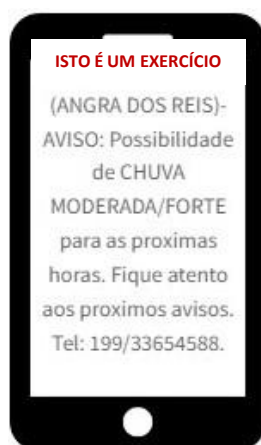 ISTO É UM EXERCÍCIO
(ANGRA DOS REIS)-
AVISO: Possibilidade
de CHUVA
MODERADA/FORTE
para as proximas
horas. Fique atento
aos proximos avisos.
Tel: 199/33654588.